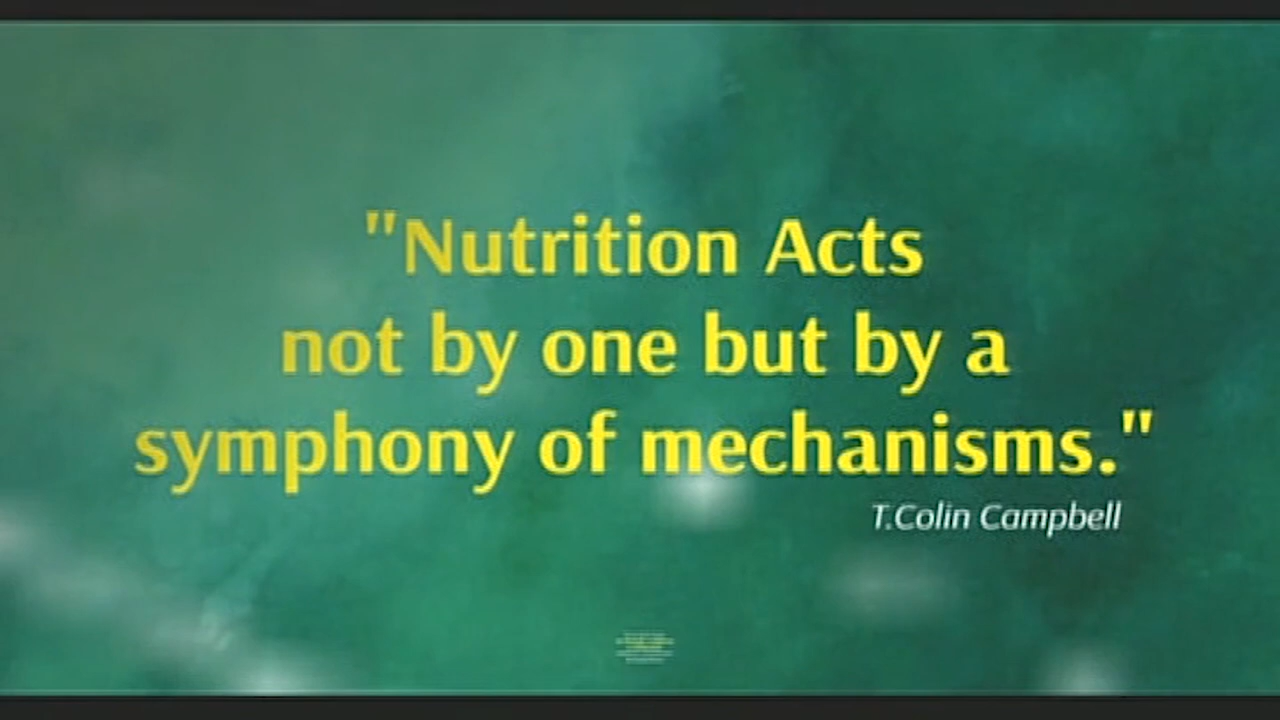 "Nutrition Acts
not by one but by a
symphony of mechanisms."
T.Colin Campbell